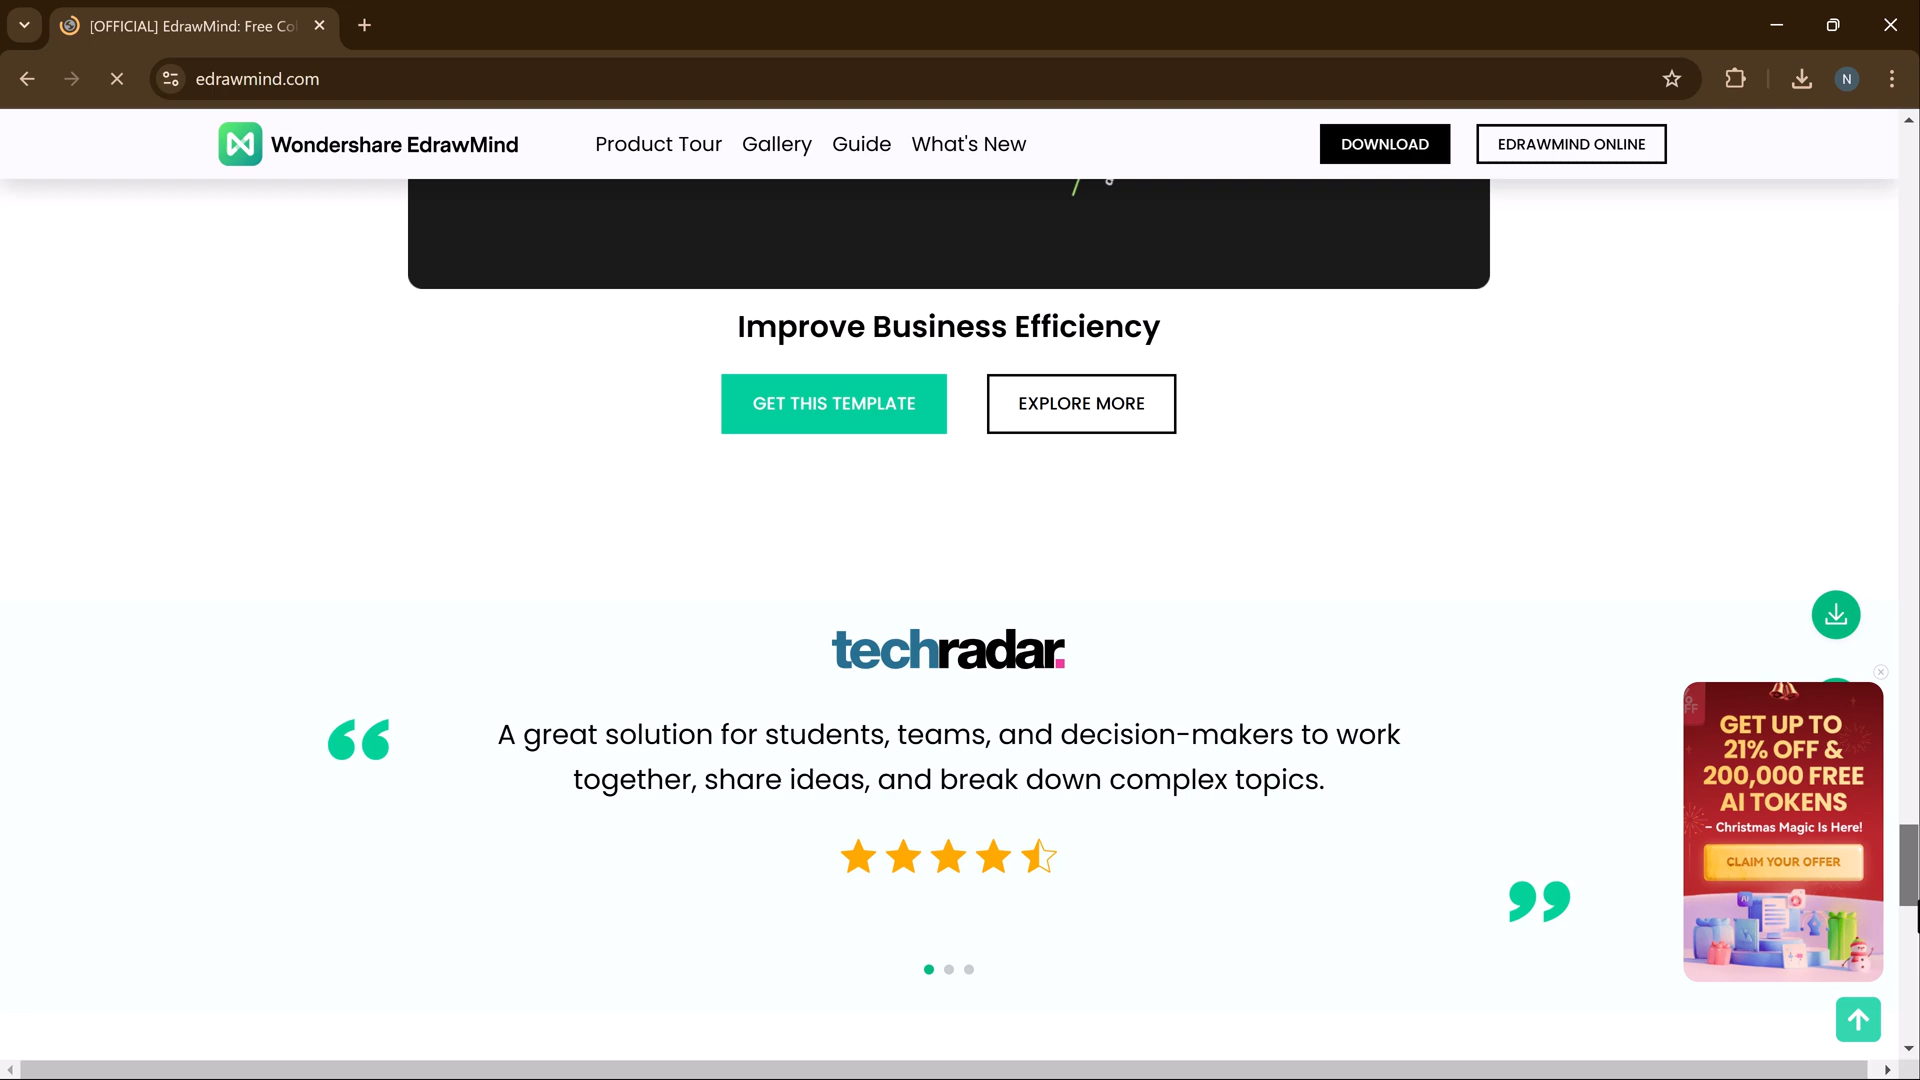 [OFFICIAL] EdrawMind: Free Co
edrawmind.com
N
Wondershare EdrawMind
Product Tour
Gallery
Guide
What's New
DOWNLOAD
EDRAWMIND ONLINE
Improve Business Efficiency
GET THIS TEMPLATE
EXPLORE MORE
techradar.
“
A great solution for students, teams, and decision-makers to work
together, share ideas, and break down complex topics.
”
GET UP TO
21% OFF &
200,000 FREE
AI TOKENS
– Christmas Magic Is Here!
CLAIM YOUR OFFER
AI